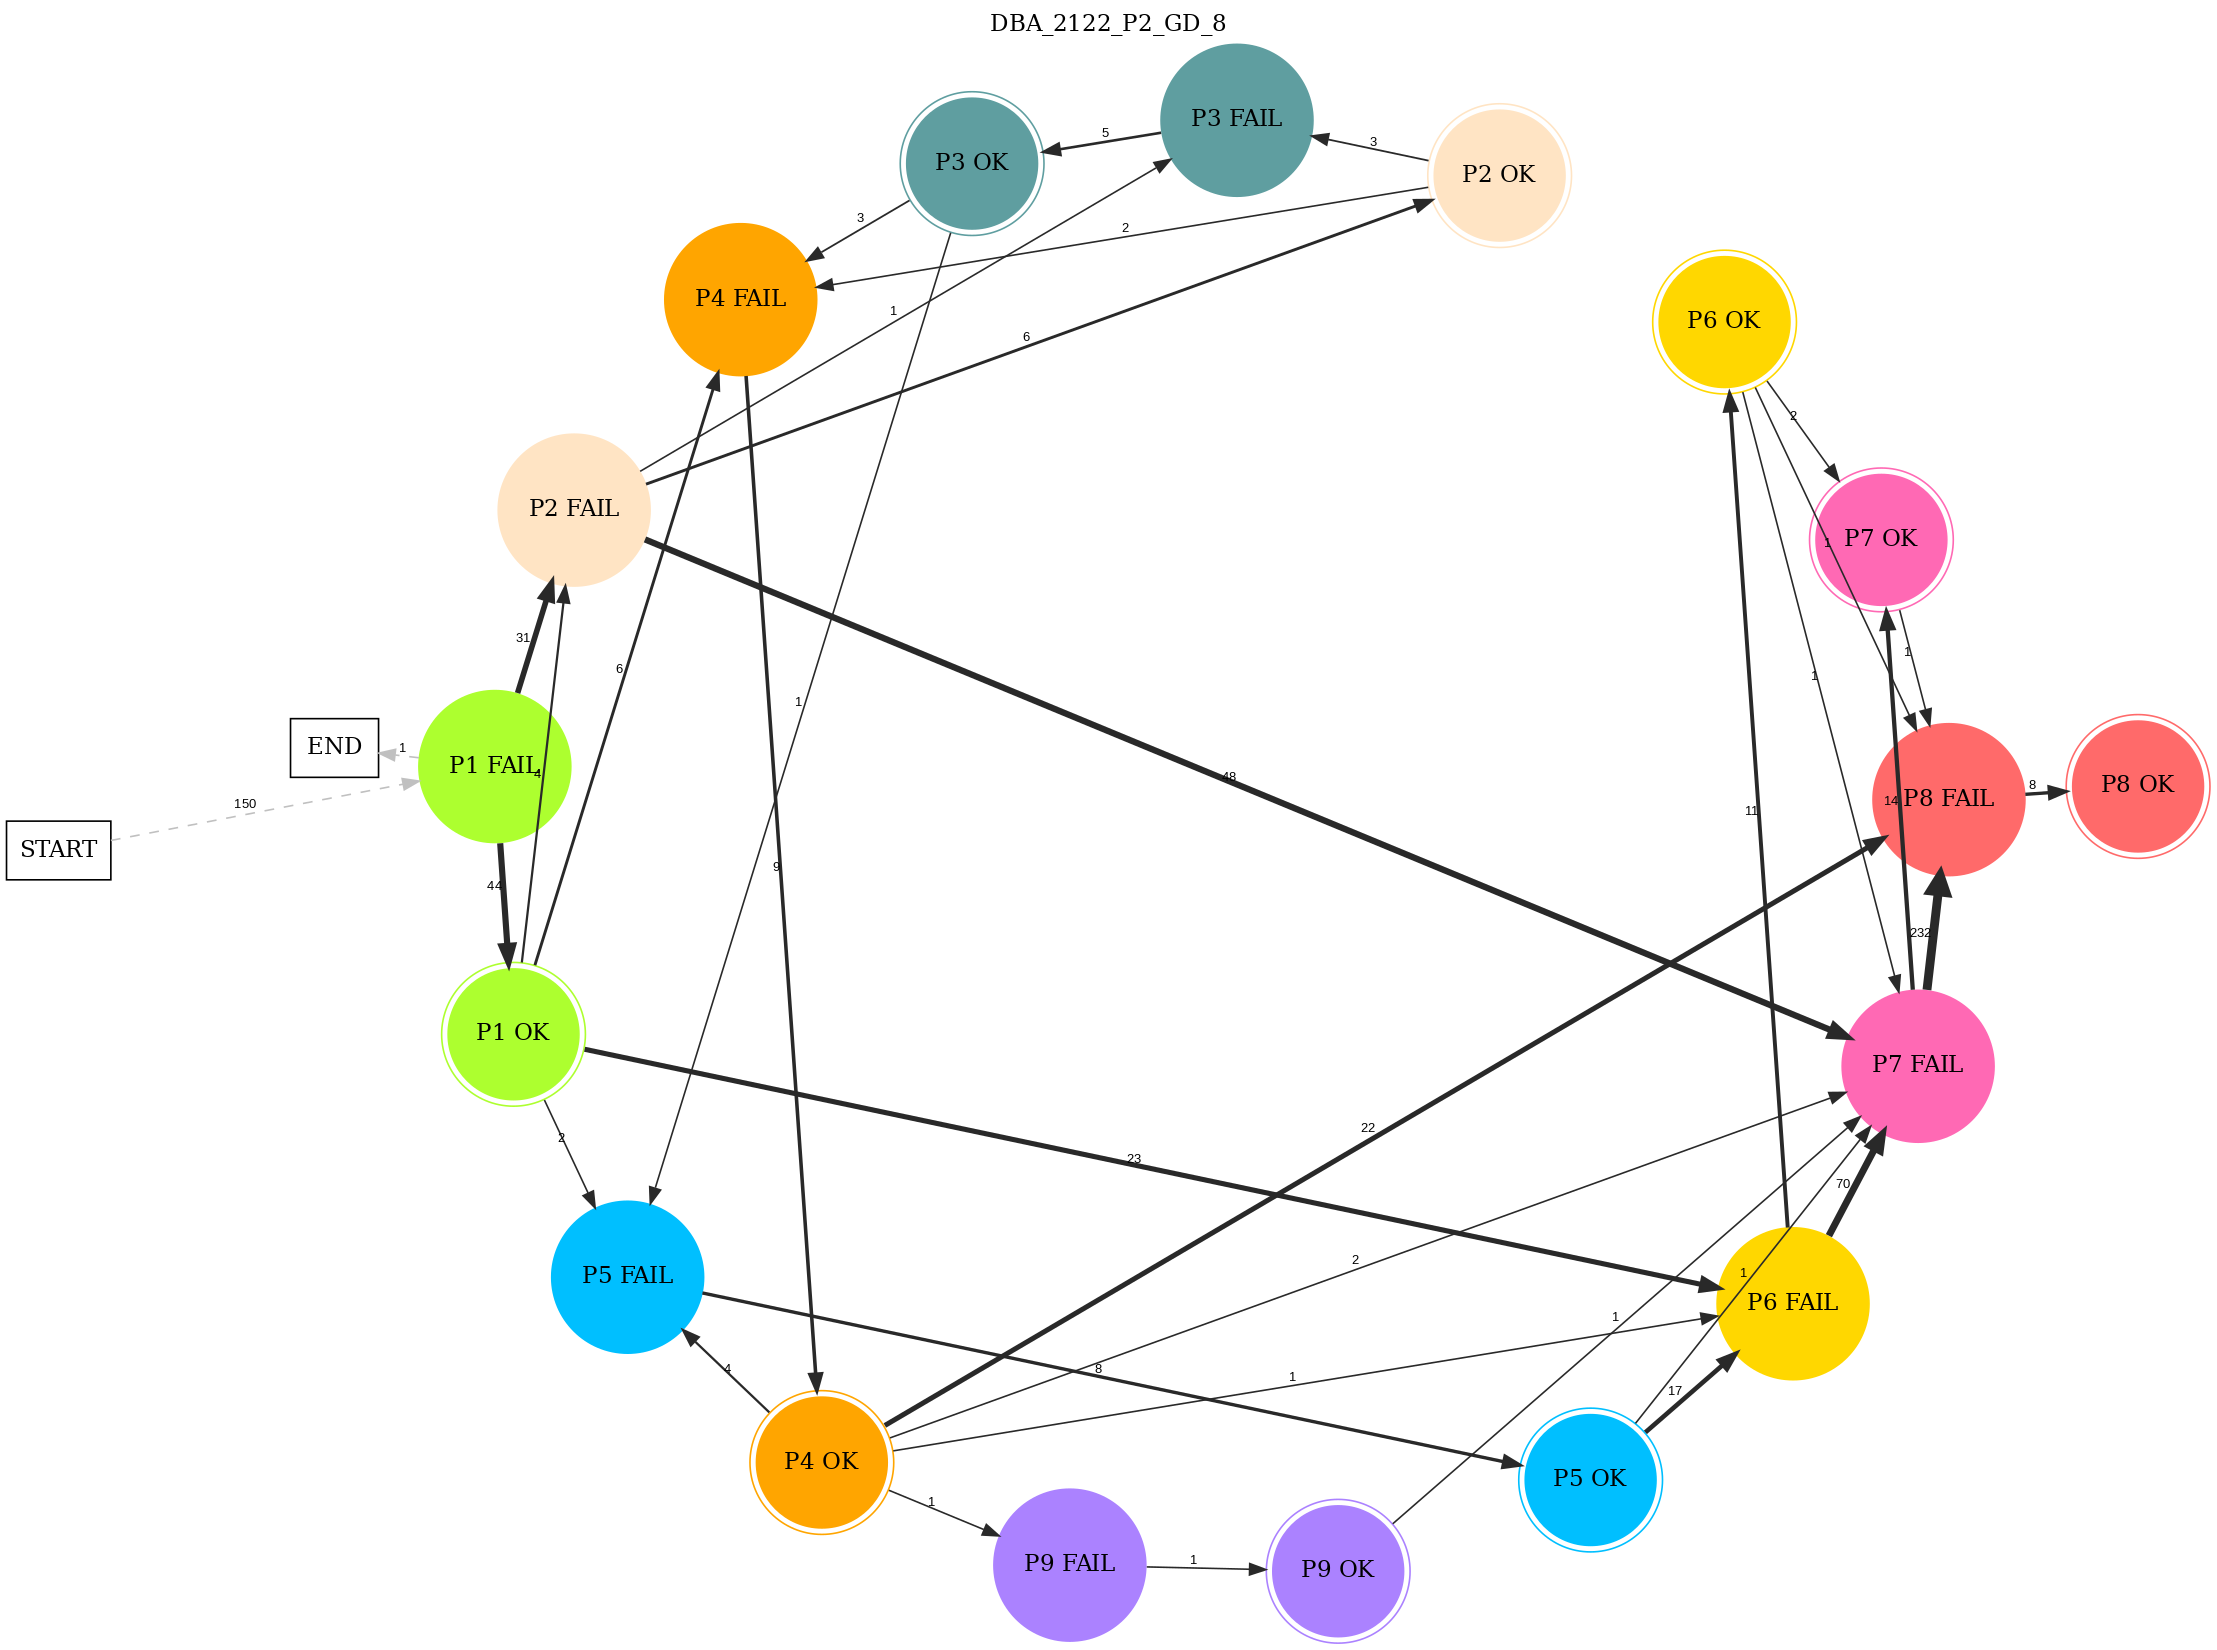 DBA_2122_P2_GD_8
P3 FAIL
5
3
P3 OK
P2 OK
3
2
P4 FAIL
1
P6 OK
6
2
P2 FAIL
1
P7 OK
31
6
1
1
1
END
1
P1 FAIL
4
48
150
14
P8 FAIL
8
P8 OK
START
9
11
44
232
P1 OK
P7 FAIL
2
22
23
70
2
1
P5 FAIL
P6 FAIL
1
4
8
1
17
P4 OK
P5 OK
1
P9 FAIL
1
P9 OK